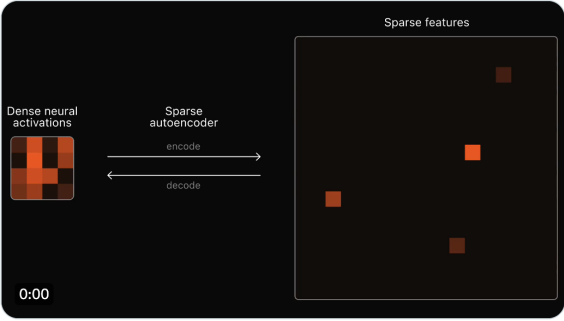 Sparse features
Dense neural
activations
Sparse
autoencoder
encode
decode
0:00